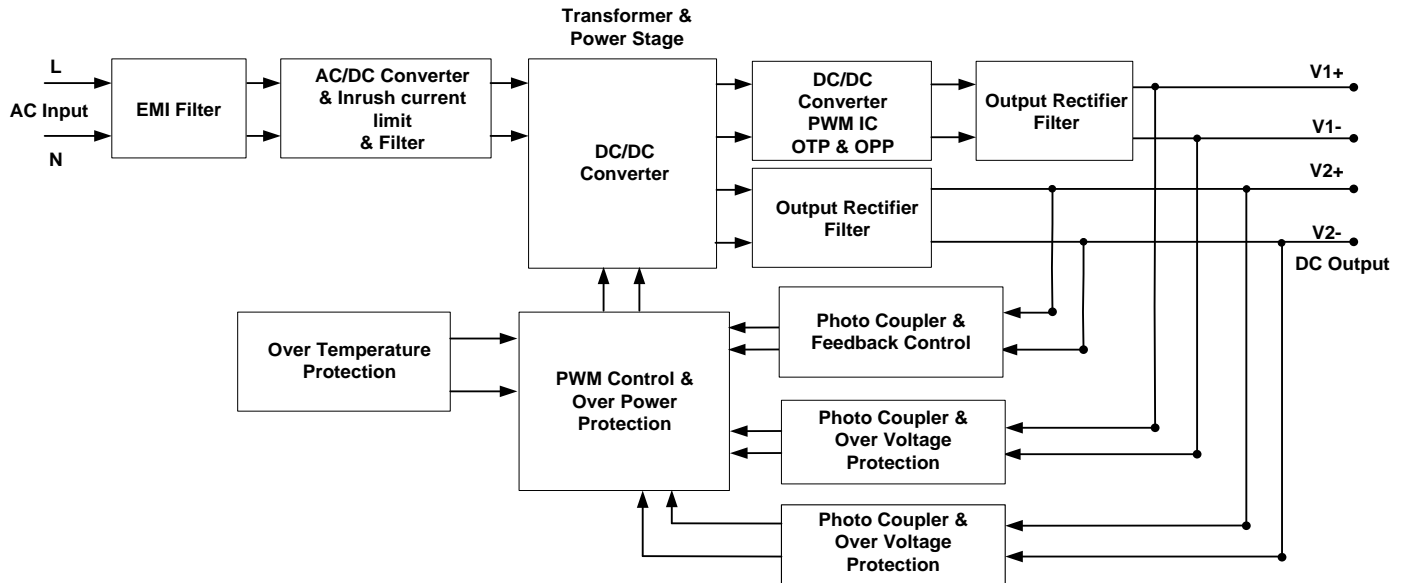 Transformer &
Power Stage
L
AC Input
N
EMI Filter
AC/DC Converter
& Inrush current
limit
& Filter
DC/DC
Converter
DC/DC
Converter
PWM IC
OTP & OPP
Output Rectifier
Filter
V1+
V1-
V2+
V2-
DC Output
Output Rectifier
Filter
Over Temperature
Protection
PWM Control &
Over Power
Protection
Photo Coupler &
Feedback Control
Photo Coupler &
Over Voltage
Protection
Photo Coupler &
Over Voltage
Protection